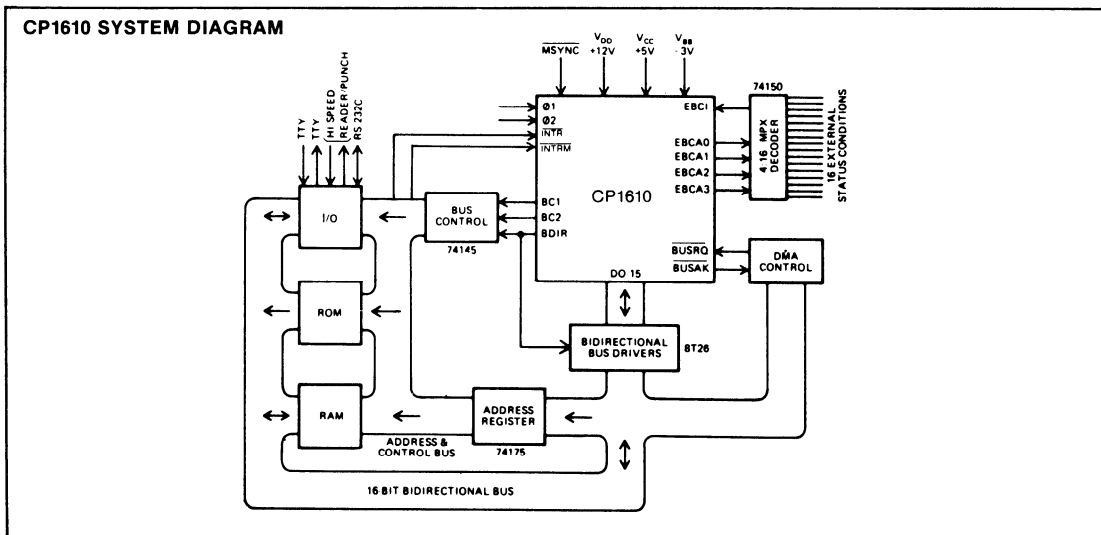 CP1610 SYSTEM DIAGRAM
MSYNC
VDD
+12V
VCC
+5V
VBB
-3V
TTY
TTY
HI SPEED
READER/PUNCH
RS 232C
Ø1
Ø2
INTR
INTRM
BC1
BC2
BDIR
CP1610
EBCI
EBCA0
EBCA1
EBCA2
EBCA3
BUSRQ
BUSAK
DO 15
74150
4-16 MPX
DECODER
16 EXTERNAL
STATUS CONDITIONS
I/O
BUS
CONTROL
74145
DMA
CONTROL
ROM
BIDIRECTIONAL
BUS DRIVERS
8T26
RAM
ADDRESS
REGISTER
74175
ADDRESS &
CONTROL BUS
16-BIT BIDIRECTIONAL BUS